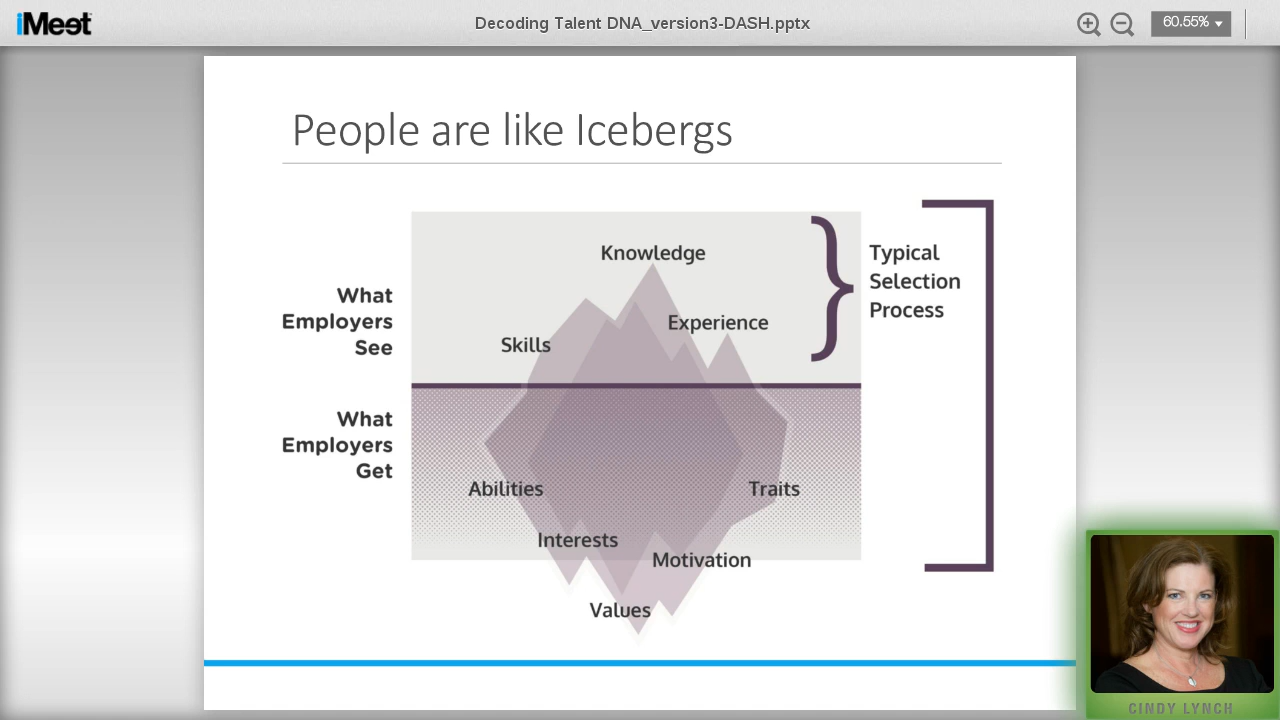 iMeet
Decoding Talent DNA_version3-DASH.pptx
60.55%
People are like Icebergs
Knowledge
Typical
Selection
Process
What
Employers
See
Experience
Skills
What
Employers
Get
Abilities
Traits
Interests
Motivation
Values
CINDY LYNCH